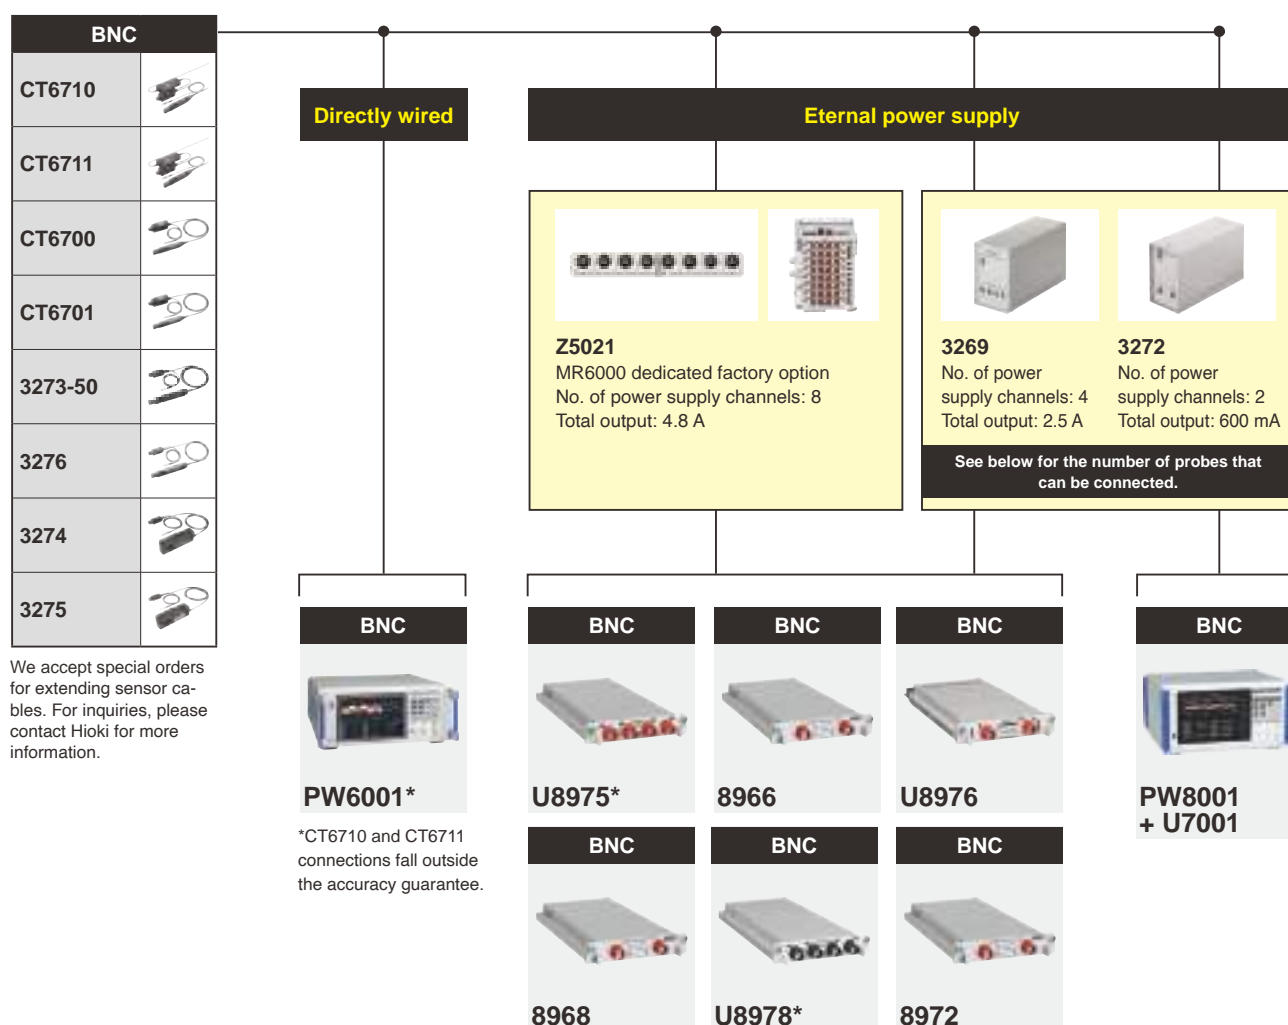 BNC
CT6710
CT6711
CT6700
CT6701
3273-50
3276
3274
3275
We accept special orders
for extending sensor ca-
bles. For inquiries, please
contact Hioki for more
information.
Directly wired
Eternal power supply
Z5021
MR6000 dedicated factory option
No. of power supply channels: 8
Total output: 4.8 A
3269
No. of power
supply channels: 4
Total output: 2.5 A
3272
No. of power
supply channels: 2
Total output: 600 mA
See below for the number of probes that
can be connected.
BNC
PW6001*
*CT6710 and CT6711
connections fall outside
the accuracy guarantee.
BNC
U8975*
BNC
8966
BNC
U8976
BNC
PW8001
+ U7001
BNC
8968
BNC
U8978*
BNC
8972